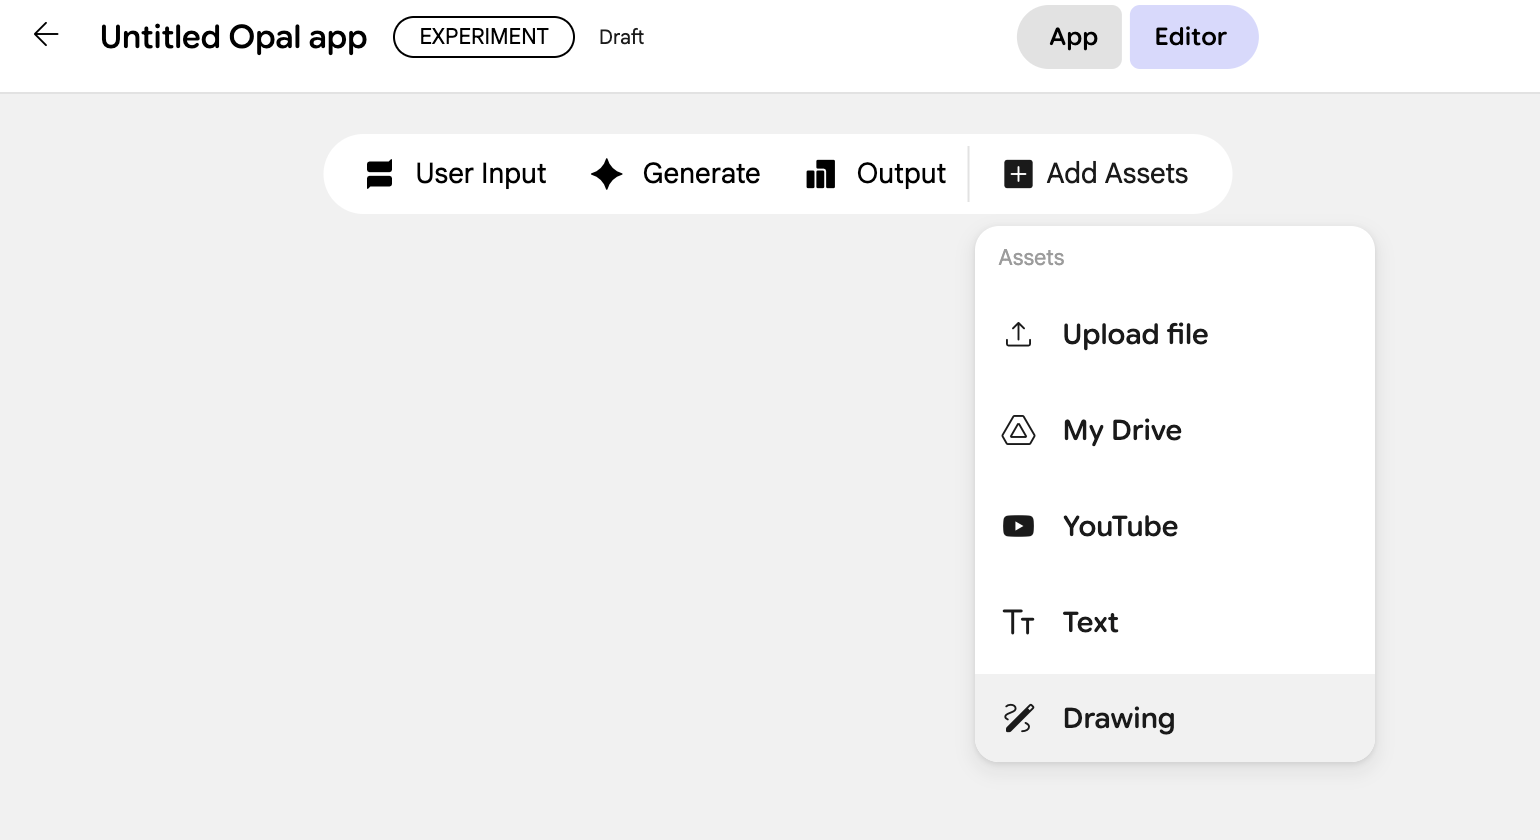 Untitled Opal app EXPERIMENT Draft App Editor
User Input Generate Output Add Assets
Assets
Upload file
My Drive
YouTube
Text
Drawing